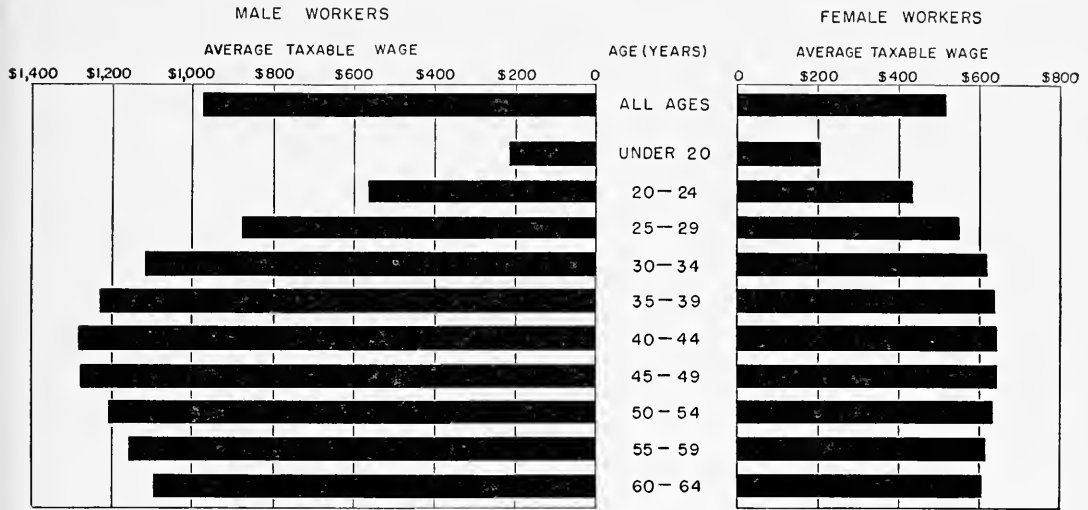 MALE WORKERS
FEMALE WORKERS
AVERAGE TAXABLE WAGE
AGE (YEARS)
AVERAGE TAXABLE WAGE
$1,400 $1,200 $1,000 $800 $600 $400 $200 0
0 $200 $400 $600 $800
ALL AGES
UNDER 20
20-24
25-29
30-34
35-39
40-44
45-49
50-54
55-59
60-64